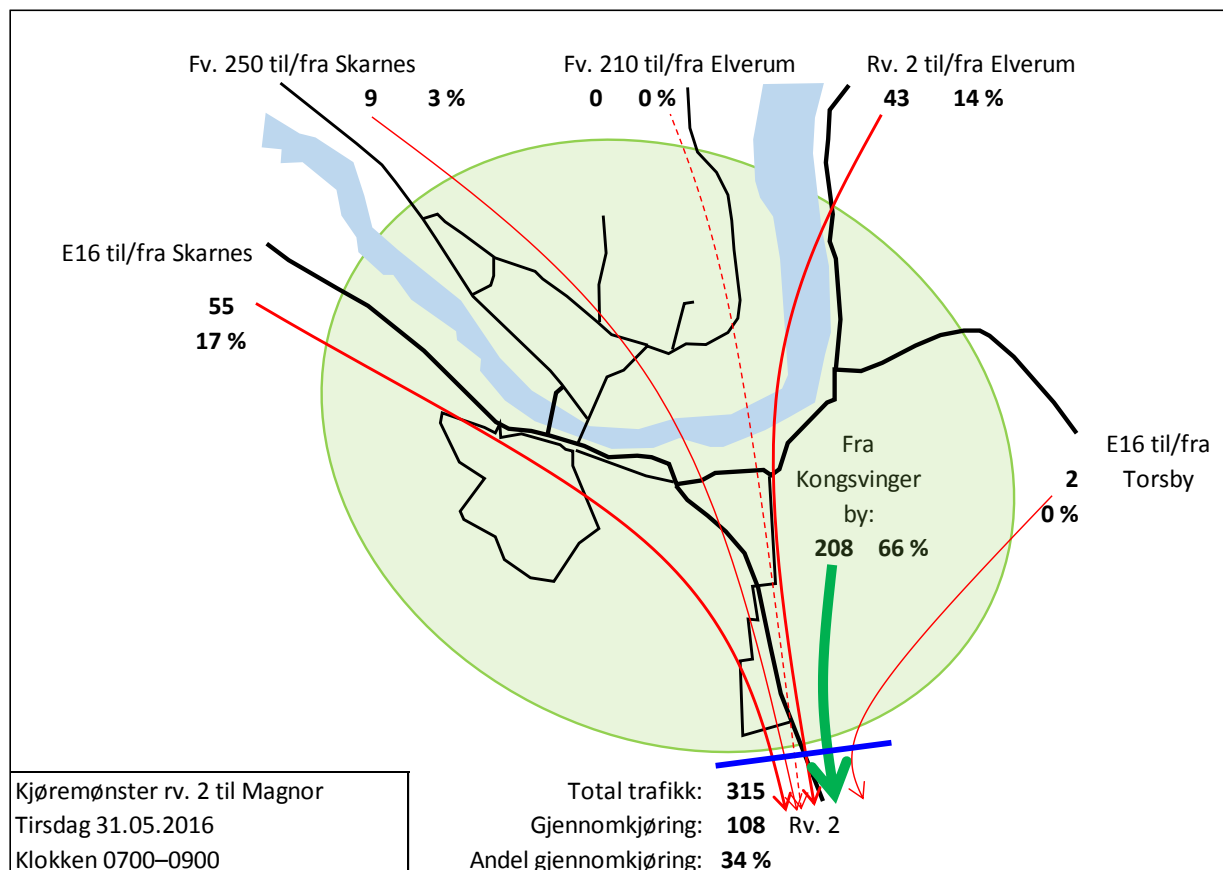 Fv. 250 til/fra Skarnes
9 3 %
Fv. 210 til/fra Elverum
0 0 %
Rv. 2 til/fra Elverum
43 14 %
E16 til/fra Skarnes
55
17 %
E16 til/fra
Torsby
2
0 %
Fra
Kongsvinger
by:
208 66 %
Kjøremønster rv. 2 til Magnor
Tirsdag 31.05.2016
Klokken 0700–0900
Total trafikk: 315
Gjennomkjøring: 108
Andel gjennomkjøring: 34 %
Rv. 2